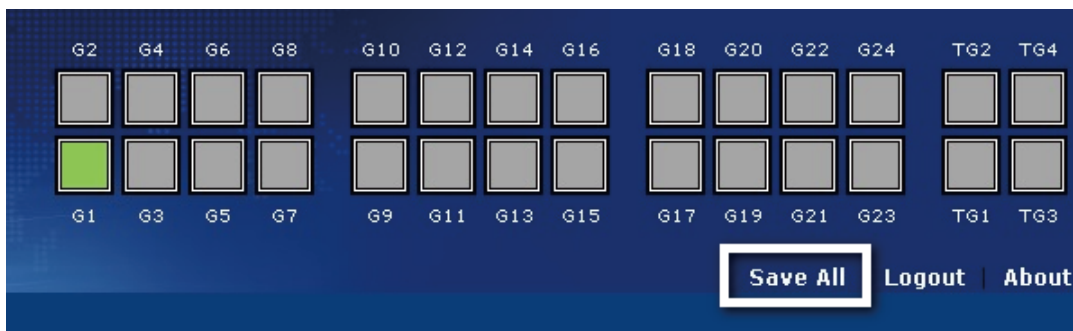 G2 G4 G6 G8 G10 G12 G14 G16 G18 G20 G22 G24 TG2 TG4
G1 G3 G5 G7 G9 G11 G13 G15 G17 G19 G21 G23 TG1 TG3
Save All Logout | About